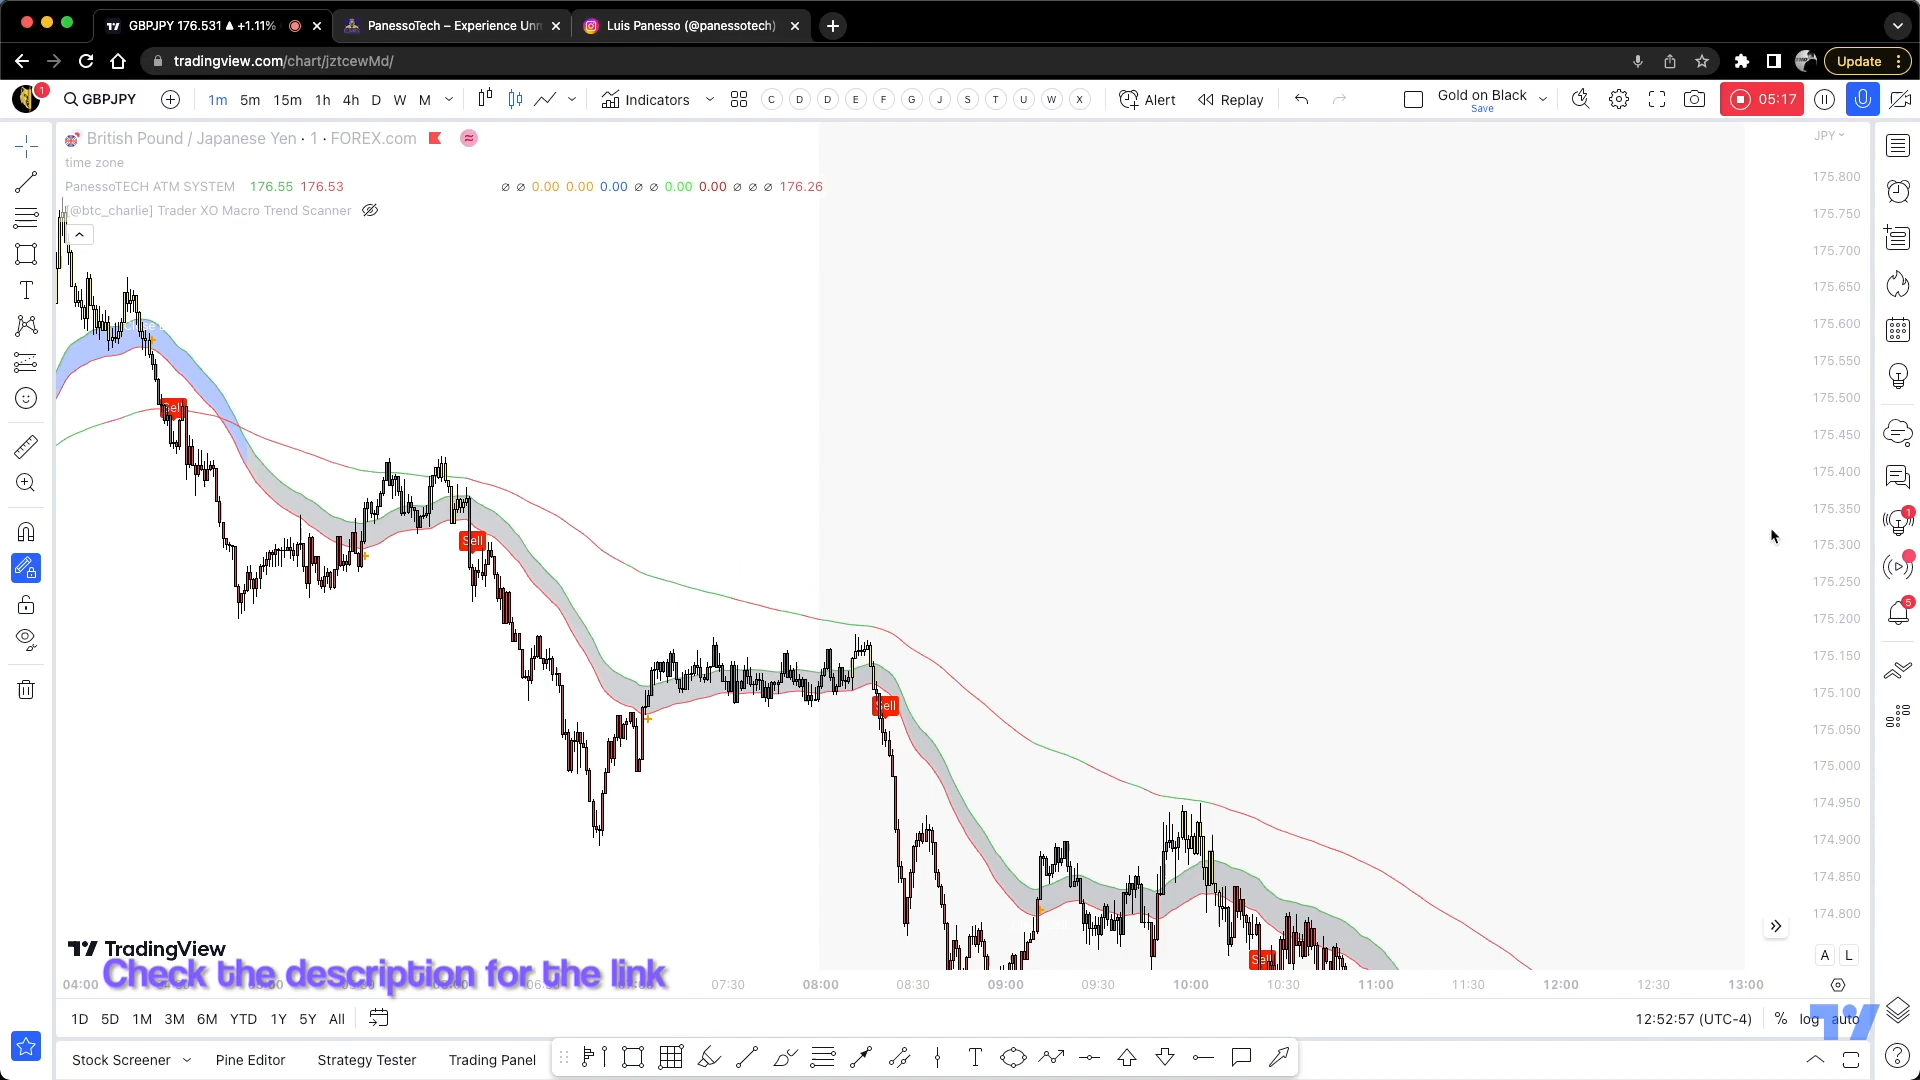 GBPJPY 176.531 ▲ +1.11%
PanessoTech – Experience Unn
Luis Panesso (@panessotech)
tradingview.com/chart/jztcewMd/
Update
1
GBPJPY
1m 5m 15m 1h 4h D W M
Indicators
C D D E F G J S T U W X
Alert
Replay
Gold on Black
Save
05:17
British Pound / Japanese Yen · 1 · FOREX.com
JPY
time zone
PanessoTECH ATM SYSTEM 176.55 176.53 ∅ ∅ 0.00 0.00 0.00 ∅ ∅ 0.00 0.00 ∅ ∅ ∅ 176.26
[@btc_charlie] Trader XO Macro Trend Scanner
175.800
175.750
175.700
175.650
175.600
175.550
175.500
175.450
175.400
175.350
175.300
175.250
175.200
175.150
175.100
175.050
175.000
174.950
174.900
174.850
174.800
Sell
Sell
Sell
Sell
1
5
A L
TradingView
Check the description for the link
04:00 07:30 08:00 08:30 09:00 09:30 10:00 10:30 11:00 11:30 12:00 12:30 13:00
1D 5D 1M 3M 6M YTD 1Y 5Y All
12:52:57 (UTC-4) % log auto
Stock Screener Pine Editor Strategy Tester Trading Panel